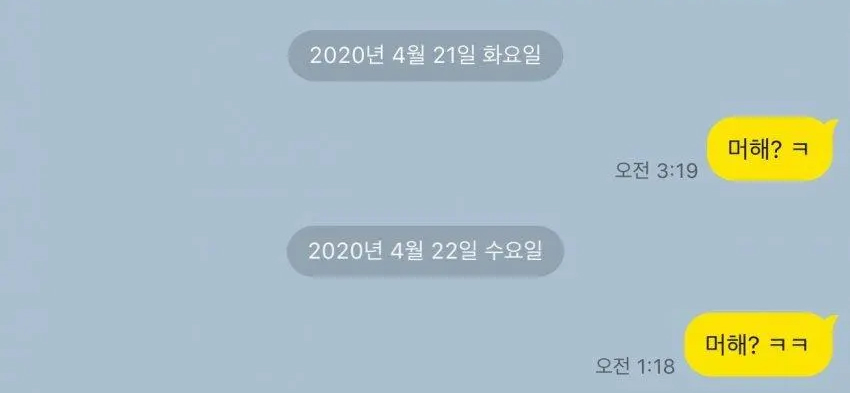 2020년 4월 21일 화요일
머해? ㅋ
오전 3:19
2020년 4월 22일 수요일
머해? ㅋㅋ
오전 1:18